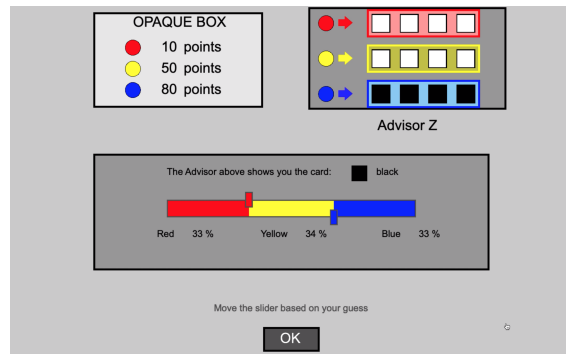 OPAQUE BOX
10 points
50 points
80 points
Advisor Z
The Advisor above shows you the card: black
Red 33 % Yellow 34 % Blue 33 %
Move the slider based on your guess
OK